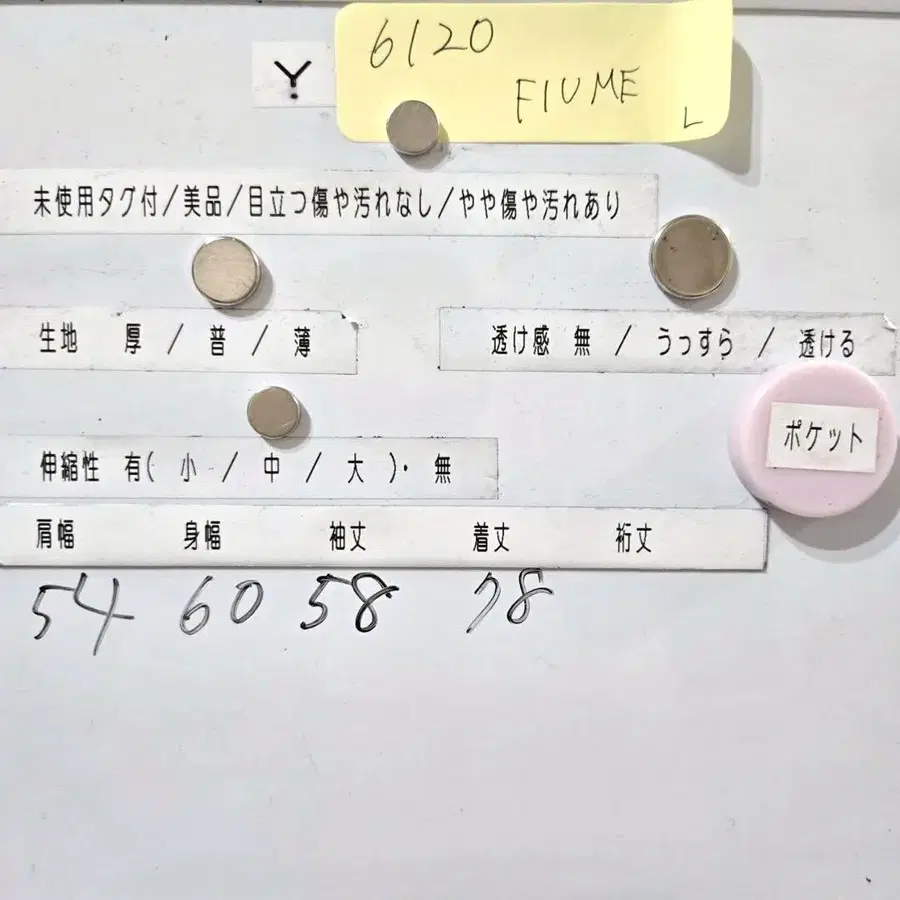 6120
Y
FIUME
L
未使用タグ付/美品/目立つ傷や汚れなし/やや傷や汚れあり
生地 厚 / 普 / 薄
透け感 無 / うっすら / 透ける
ポケット
伸縮性 有( 小 / 中 / 大 )・ 無
肩幅 身幅 袖丈 着丈 裄丈
54 60 58 78